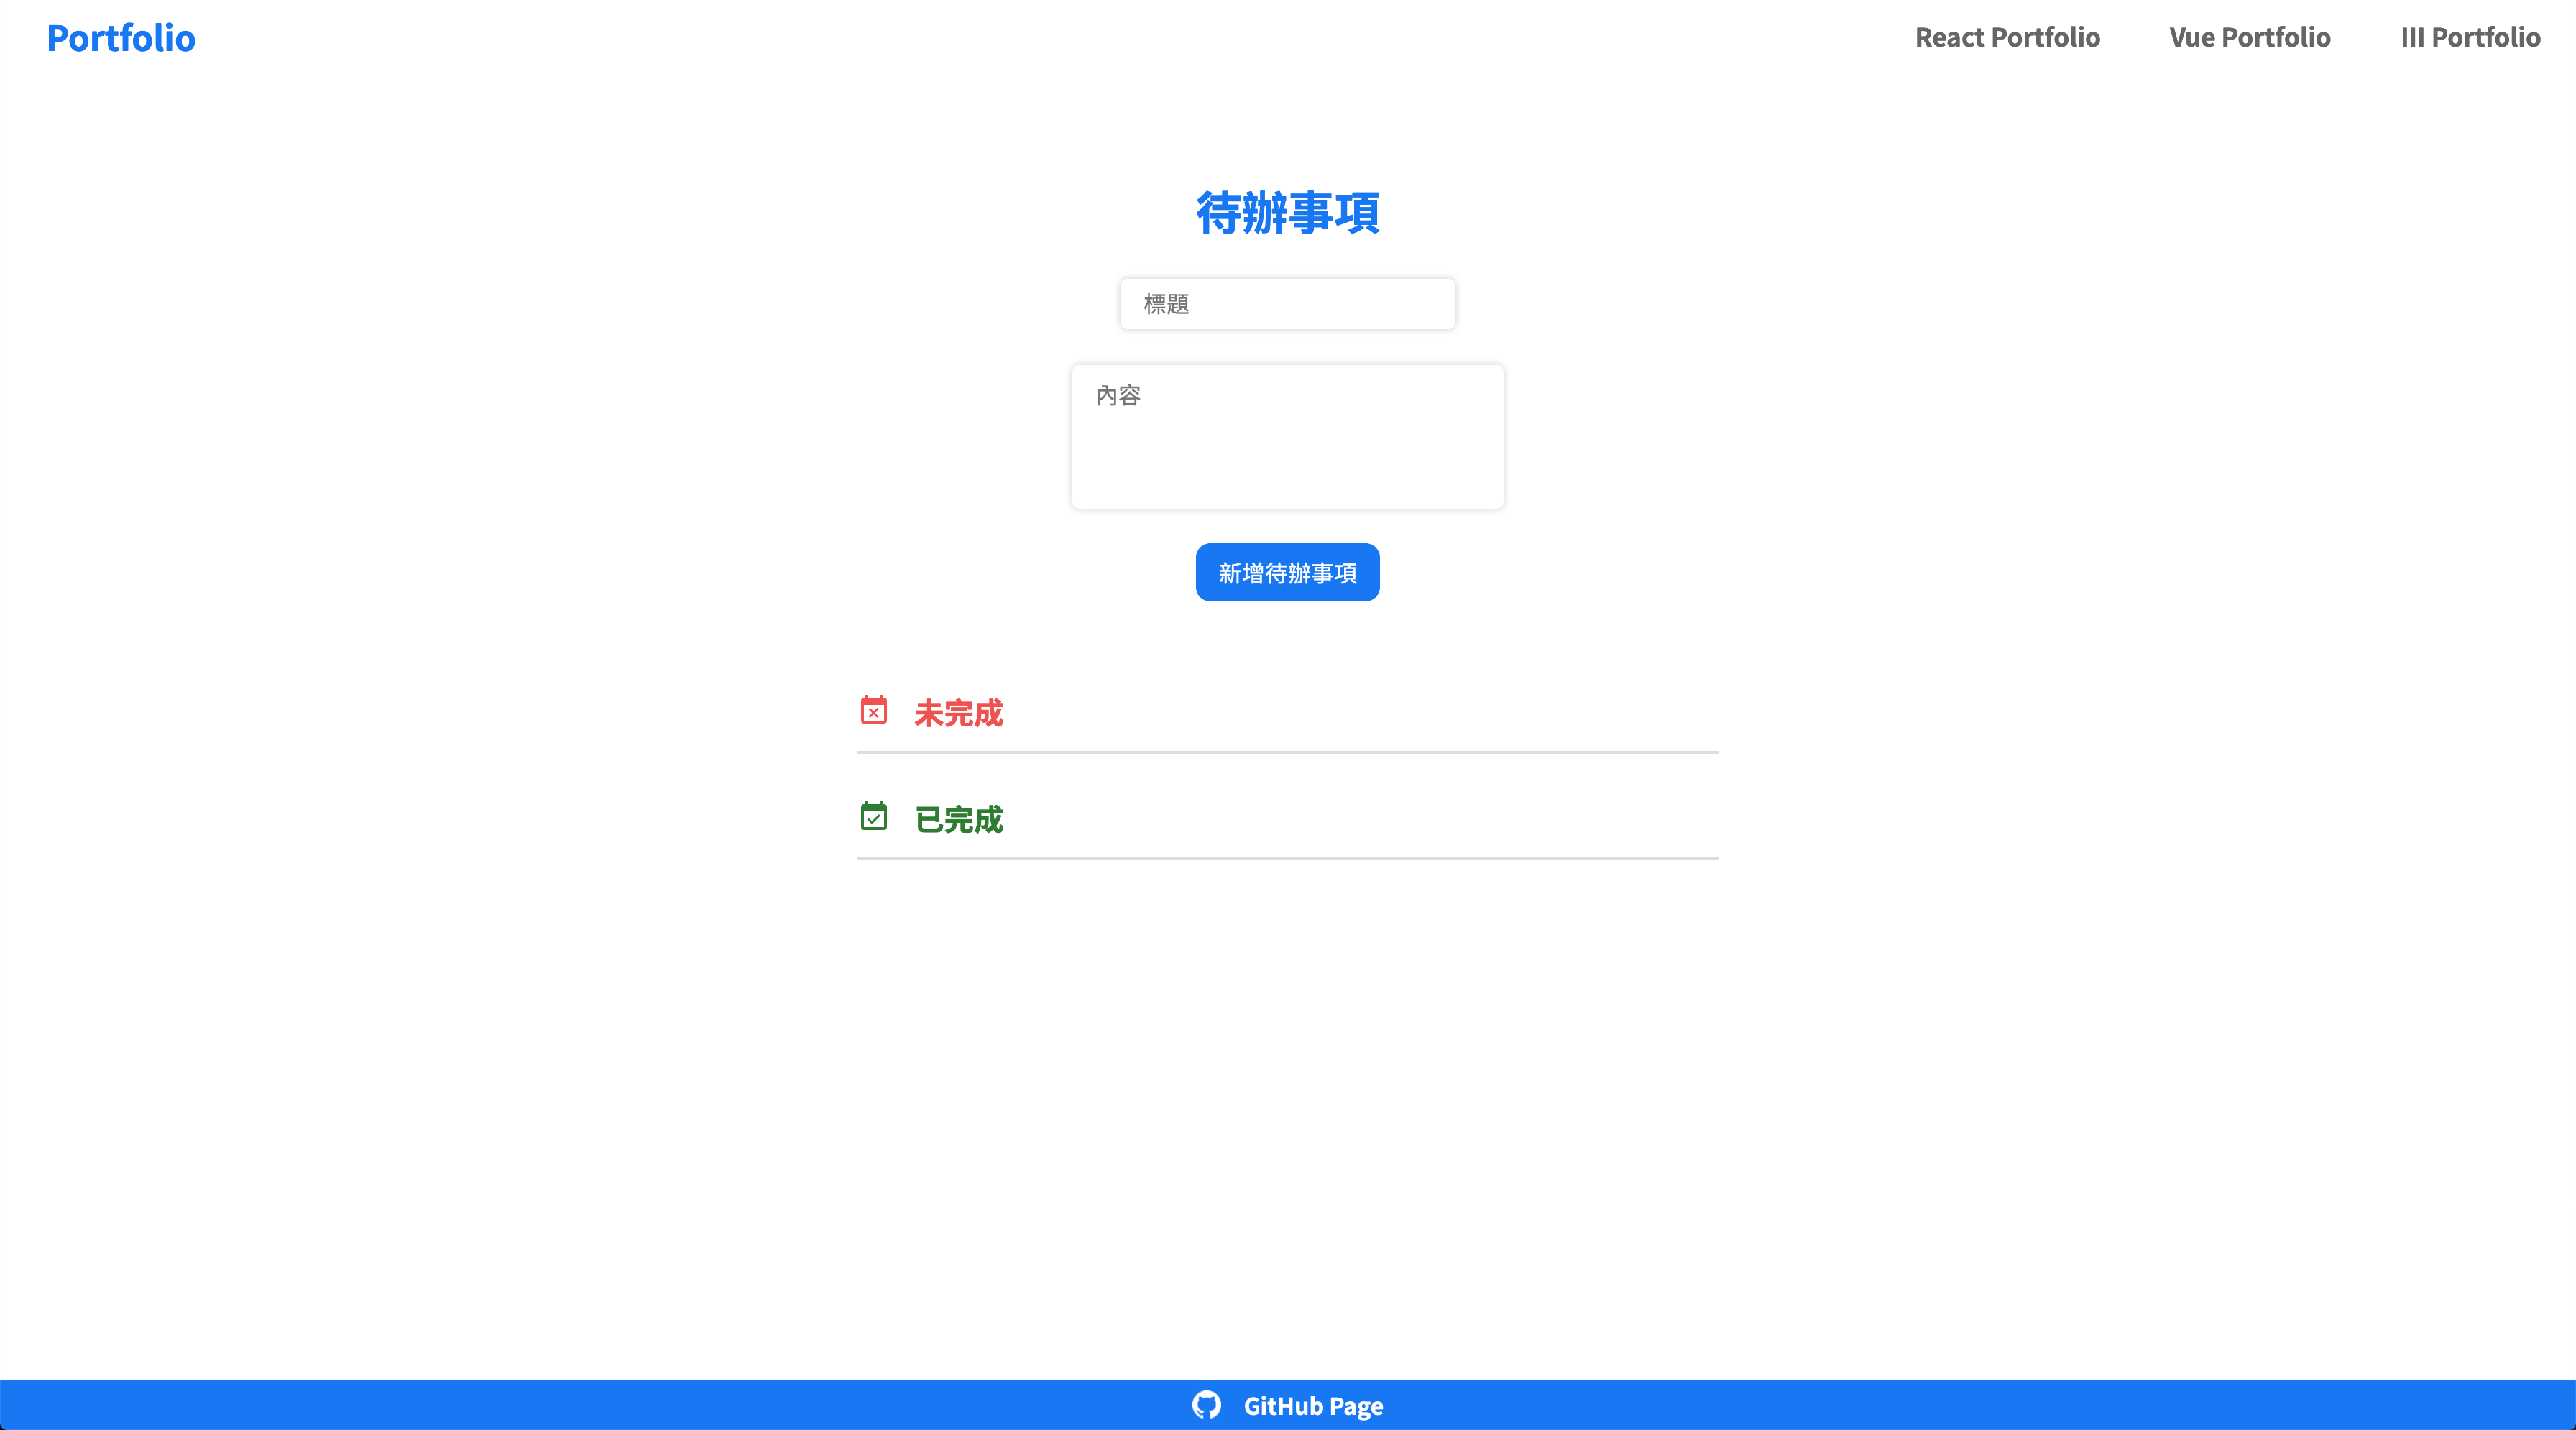 Portfolio
React Portfolio
Vue Portfolio
III Portfolio
待辦事項
標題
內容
新增待辦事項
未完成
已完成
GitHub Page